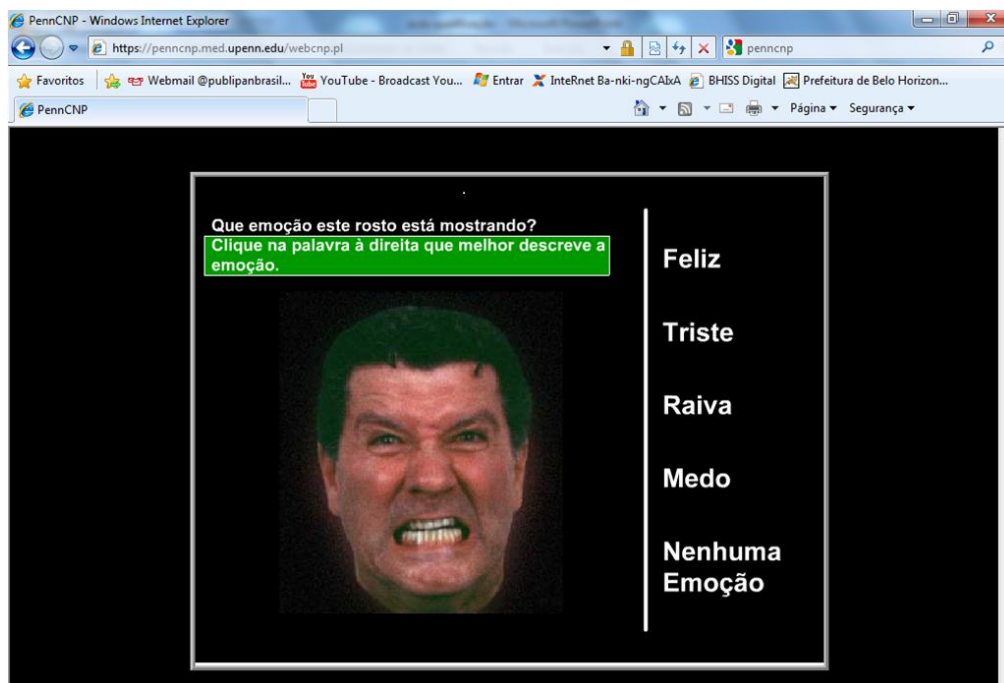 PennCNP - Windows Internet Explorer
https://penncnp.med.upenn.edu/webcnp.pl
penncnp
Favoritos
Webmail @publipanbrasil...
YouTube - Broadcast You...
Entrar
InteRnet Ba-nki-ngCAIxA
BHISS Digital
Prefeitura de Belo Horizon...
PennCNP
Página
Segurança
Que emoção este rosto está mostrando?
Clique na palavra à direita que melhor descreve a
emoção.
Feliz
Triste
Raiva
Medo
Nenhuma
Emoção